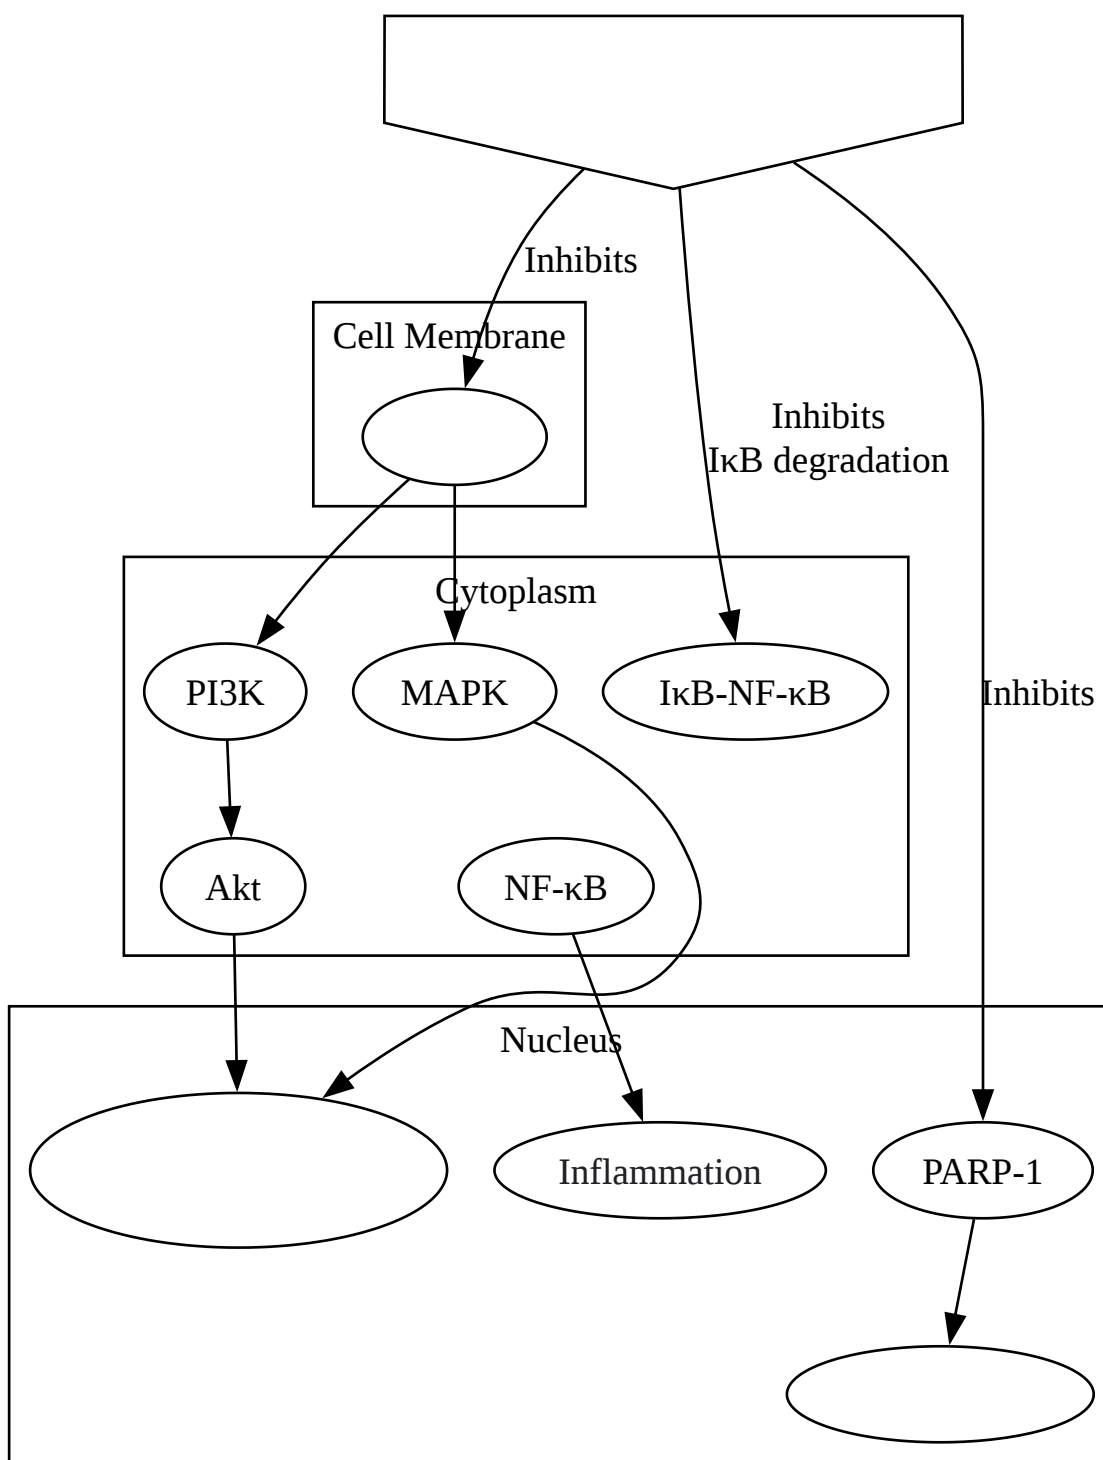 Inhibits
Cell Membrane
Inhibits
IκB degradation
Cytoplasm
PI3K
MAPK
IκB-NF-κB
Inhibits
Akt
NF-κB
Nucleus
Inflammation
PARP-1